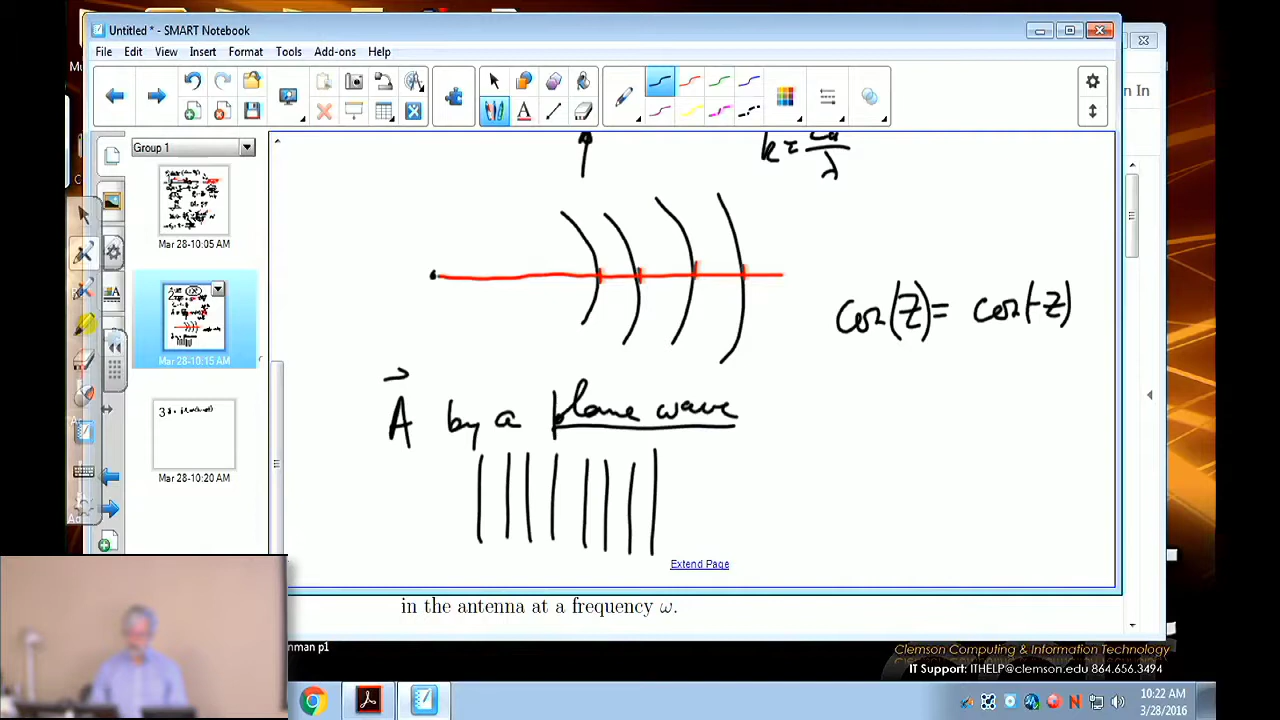 Untitled * - SMART Notebook
File Edit View Insert Format Tools Add-ons Help
n In
Group 1
Mar 28-10:05 AM
Mar 28-10:15 AM
Mar 28-10:20 AM
k =
λ
cos(z) = cos(-z)
A by a plane wave
Extend Page
in the antenna at a frequency ω.
nman p1
Clemson Computing & Information Technology
IT Support: ITHELP@clemson.edu 864.656.3494
10:22 AM
3/28/2016